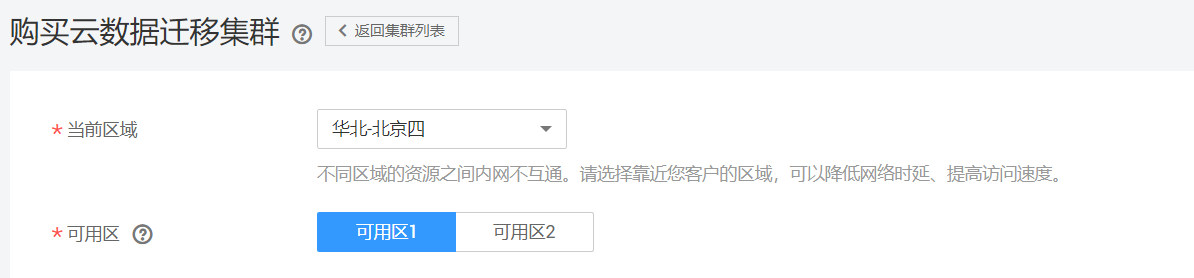 购买云数据迁移集群 返回集群列表
* 当前区域 华北-北京四
不同区域的资源之间内网不互通。请选择靠近您客户的区域，可以降低网络时延、提高访问速度。
* 可用区 可用区1 可用区2